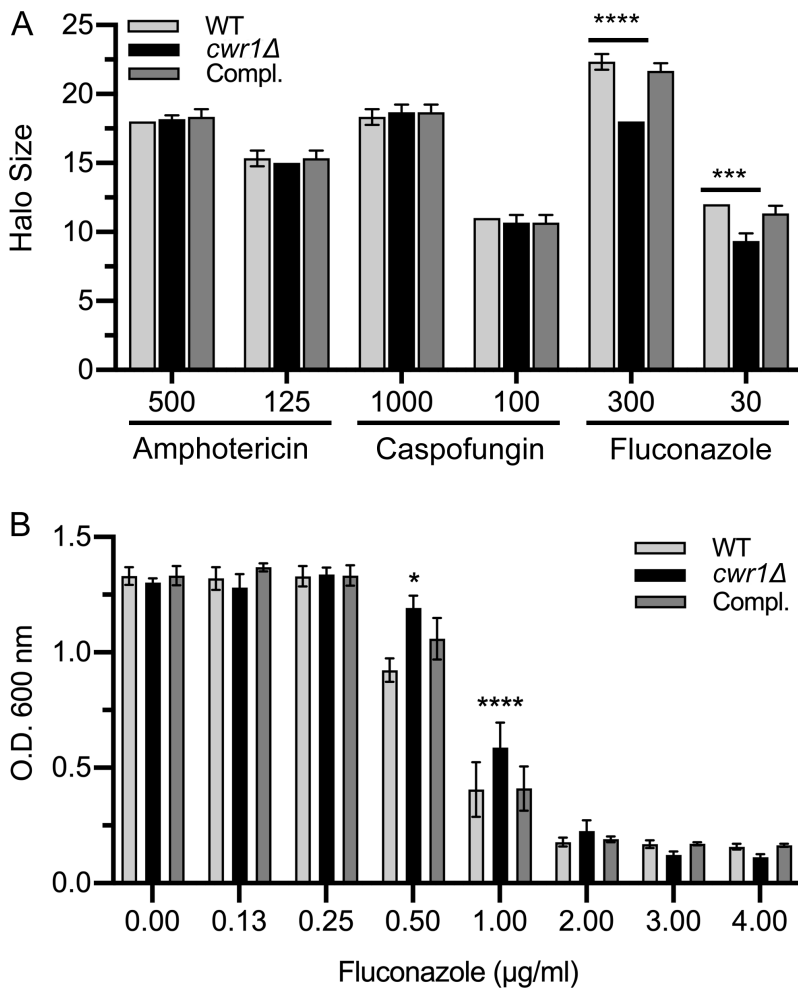 A
25
20
15
10
5
0
Halo Size
WT
cwr1Δ
Compl.
****
***
500 125 1000 100 300 30
Amphotericin Caspofungin Fluconazole
B
1.5
1.0
0.5
0.0
O.D. 600 nm
WT
cwr1Δ
Compl.
*
****
0.00 0.13 0.25 0.50 1.00 2.00 3.00 4.00
Fluconazole (µg/ml)